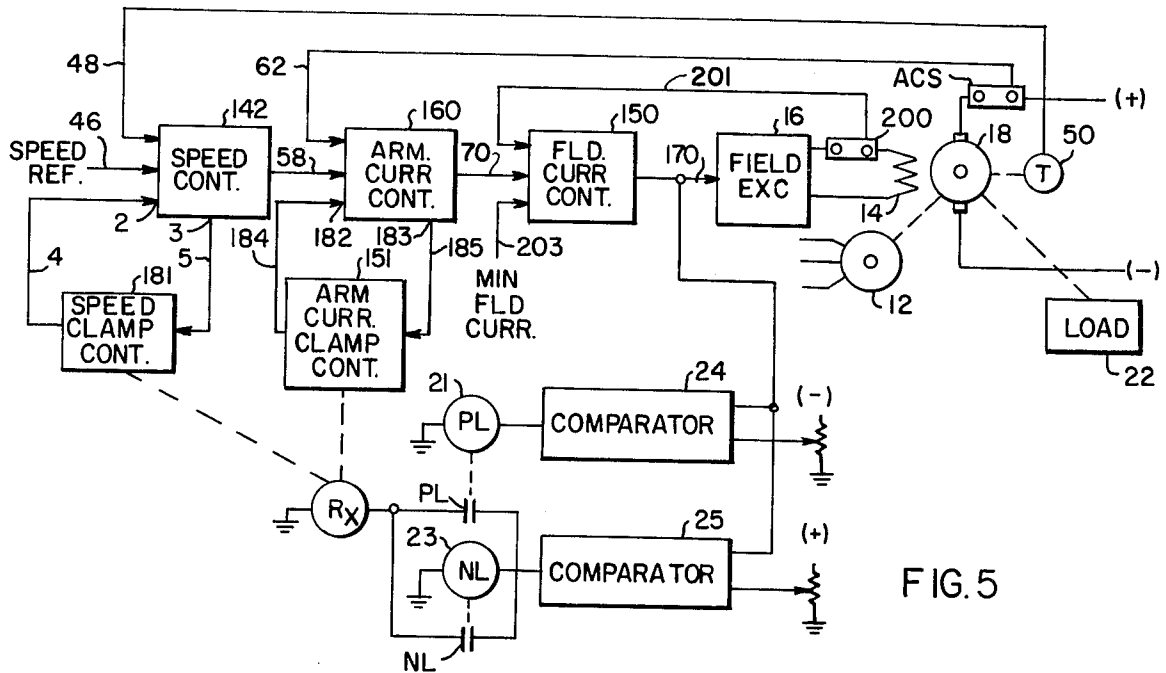 48
62
201
ACS
(+)
142
160
150
16
200
18
50
SPEED
REF.
46
SPEED
CONT.
58
ARM.
CURR
CONT.
70
FLD.
CURR
CONT.
170
FIELD
EXC
T
14
2
3
182
183
4
5
184
185
203
12
(-)
181
151
MIN
FLD
CURR.
SPEED
CLAMP
CONT.
ARM
CURR.
CLAMP
CONT.
LOAD
22
21
24
(-)
PL
COMPARATOR
RX
PL
23
25
(+)
NL
COMPARATOR
NL
FIG. 5